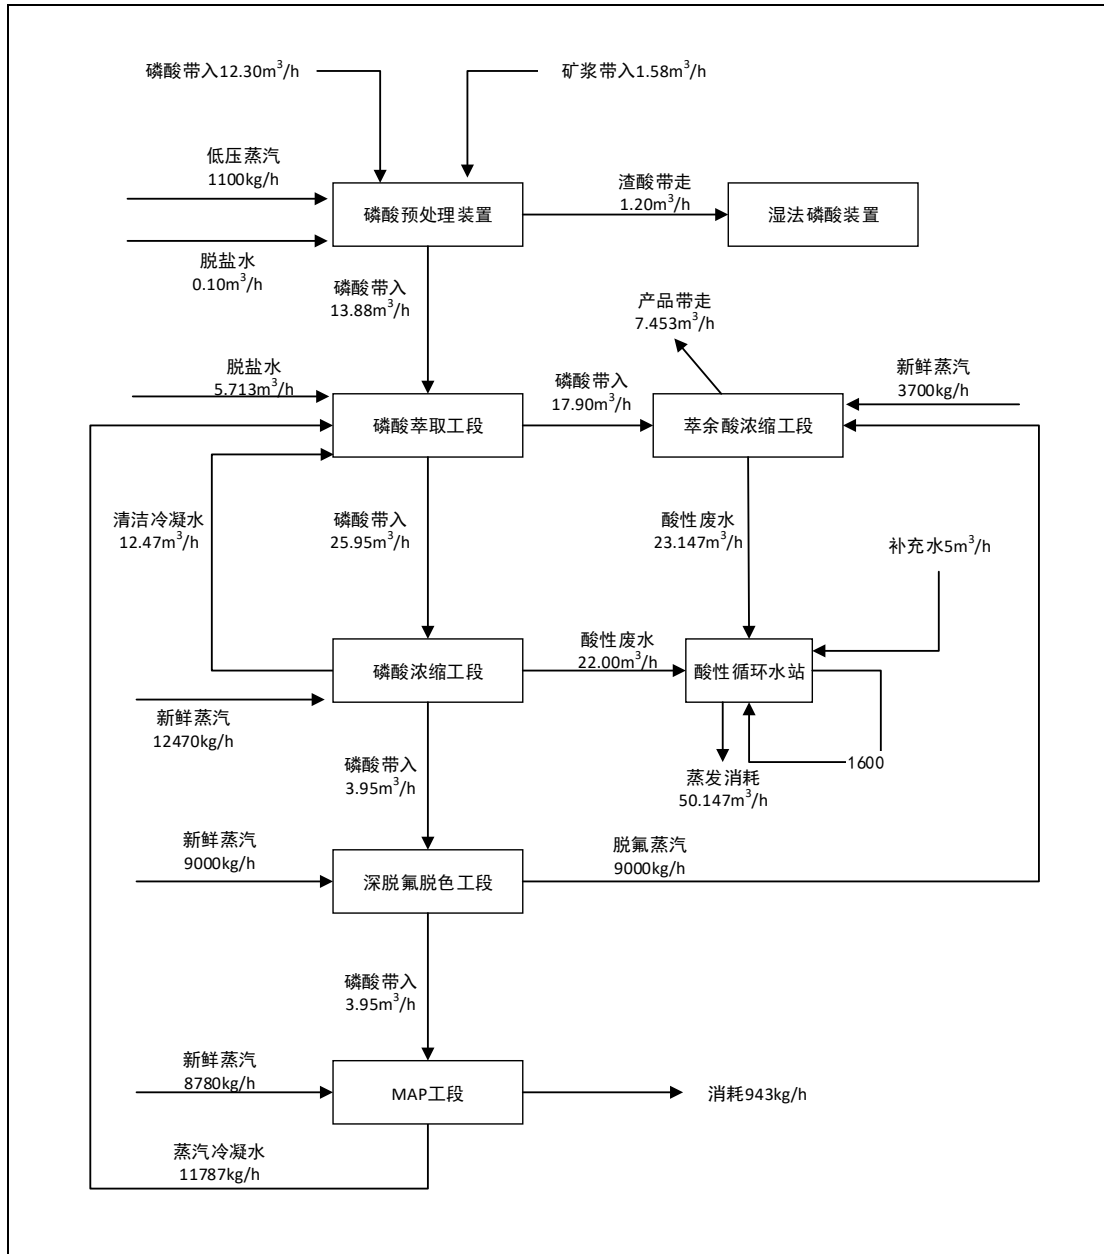 磷酸带入12.30m³/h
矿浆带入1.58m³/h
低压蒸汽
1100kg/h
渣酸带走
1.20m³/h
磷酸预处理装置
湿法磷酸装置
脱盐水
0.10m³/h
磷酸带入
13.88m³/h
产品带走
7.453m³/h
脱盐水
5.713m³/h
磷酸带入
17.90m³/h
新鲜蒸汽
3700kg/h
磷酸萃取工段
萃余酸浓缩工段
清洁冷凝水
12.47m³/h
磷酸带入
25.95m³/h
酸性废水
23.147m³/h
补充水5m³/h
酸性废水
22.00m³/h
磷酸浓缩工段
酸性循环水站
新鲜蒸汽
12470kg/h
磷酸带入
3.95m³/h
1600
蒸发消耗
50.147m³/h
新鲜蒸汽
9000kg/h
脱氟蒸汽
9000kg/h
深脱氟脱色工段
磷酸带入
3.95m³/h
新鲜蒸汽
8780kg/h
MAP工段
消耗943kg/h
蒸汽冷凝水
11787kg/h